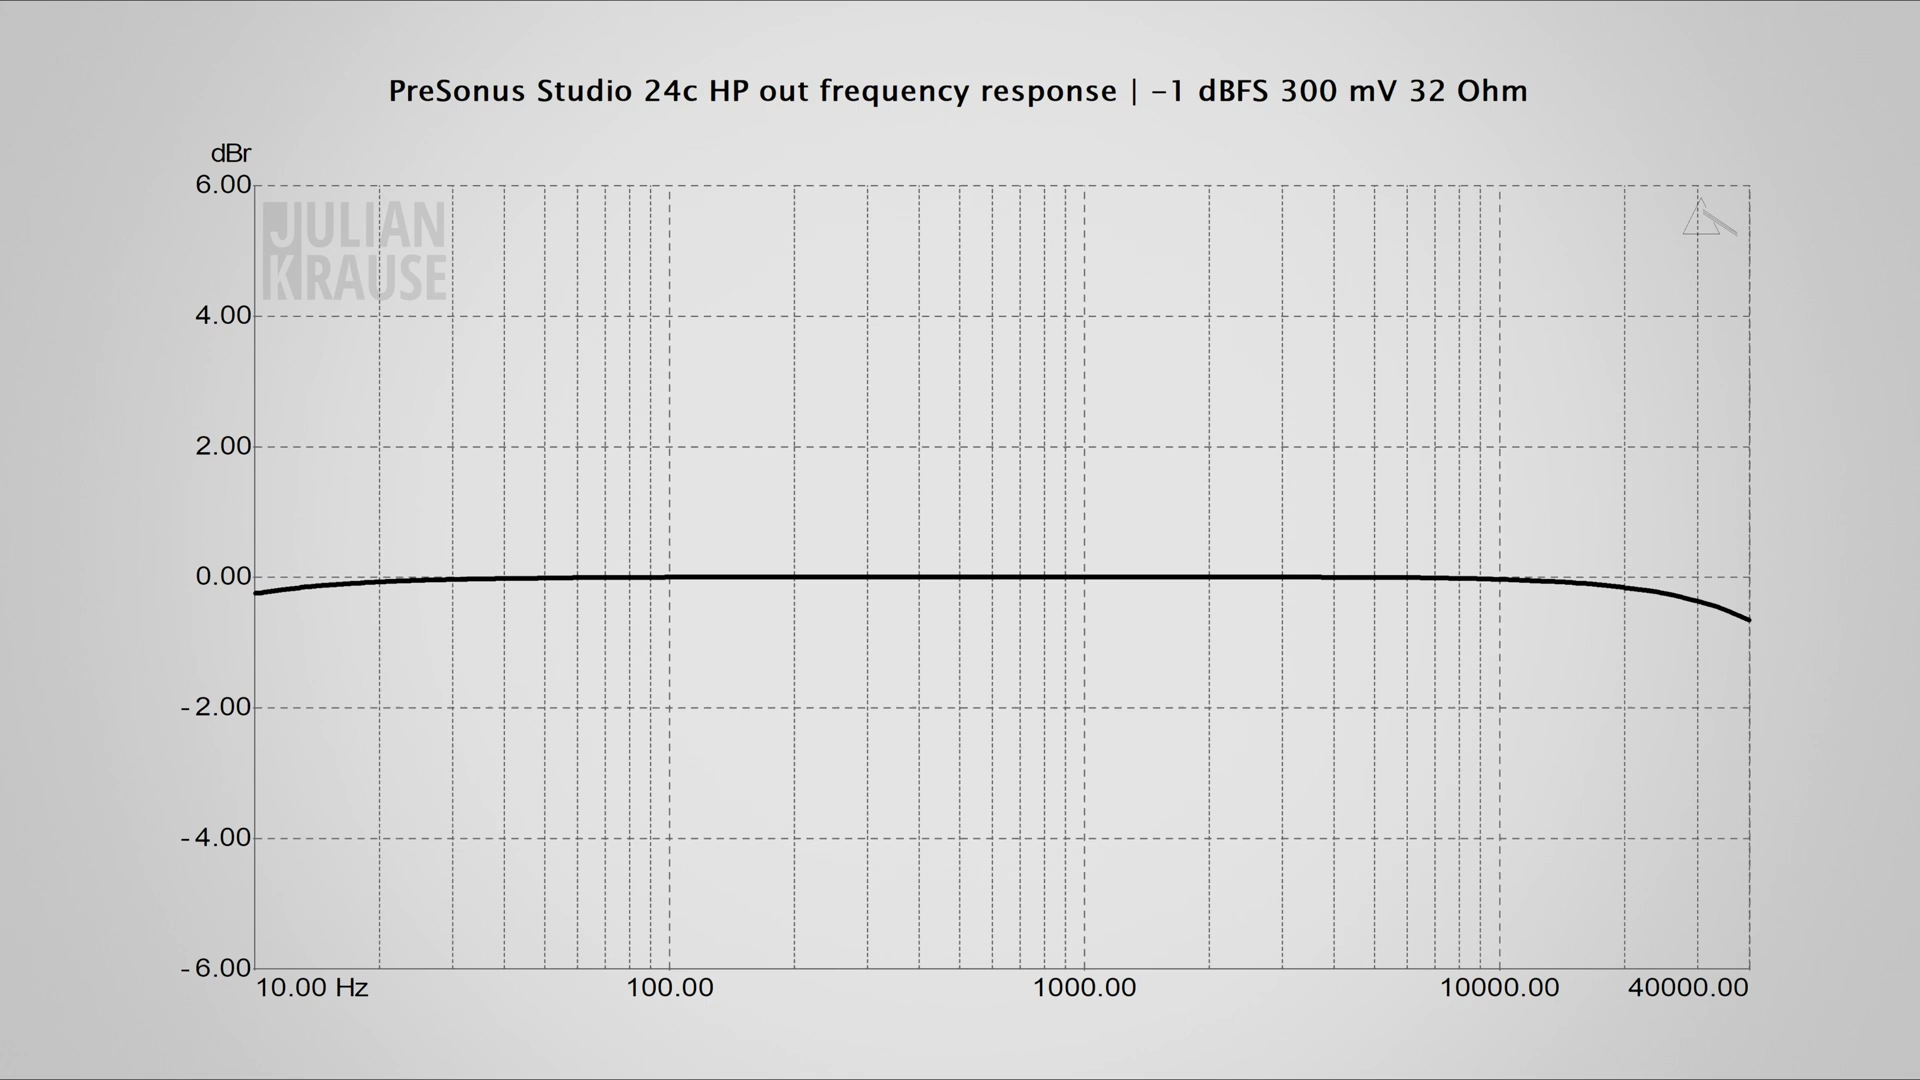 PreSonus Studio 24c HP out frequency response | -1 dBFS 300 mV 32 Ohm
dBr
6.00
JULIAN
KRAUSE
4.00
2.00
0.00
-2.00
-4.00
-6.00
10.00 Hz 100.00 1000.00 10000.00 40000.00